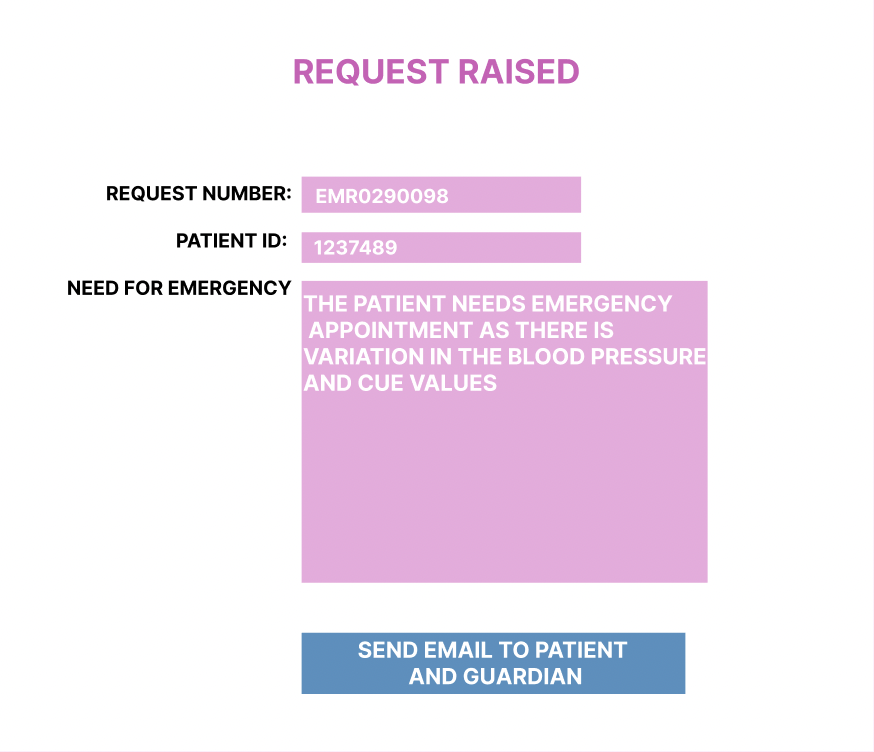 REQUEST RAISED
REQUEST NUMBER: EMR0290098
PATIENT ID: 1237489
NEED FOR EMERGENCY
THE PATIENT NEEDS EMERGENCY
APPOINTMENT AS THERE IS
VARIATION IN THE BLOOD PRESSURE
AND CUE VALUES
SEND EMAIL TO PATIENT
AND GUARDIAN